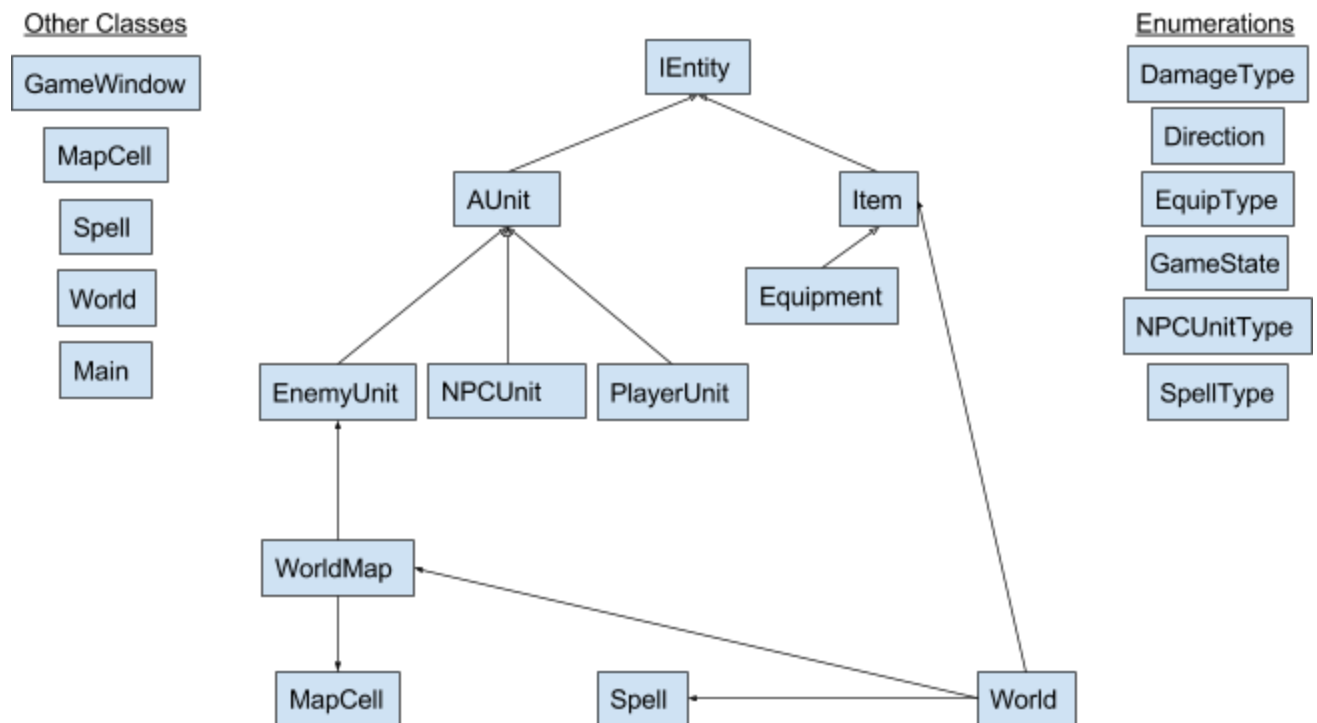 Other Classes
GameWindow
MapCell
Spell
World
Main
IEntity
AUnit
Item
Equipment
EnemyUnit
NPCUnit
PlayerUnit
WorldMap
MapCell
Spell
World
Enumerations
DamageType
Direction
EquipType
GameState
NPCUnitType
SpellType